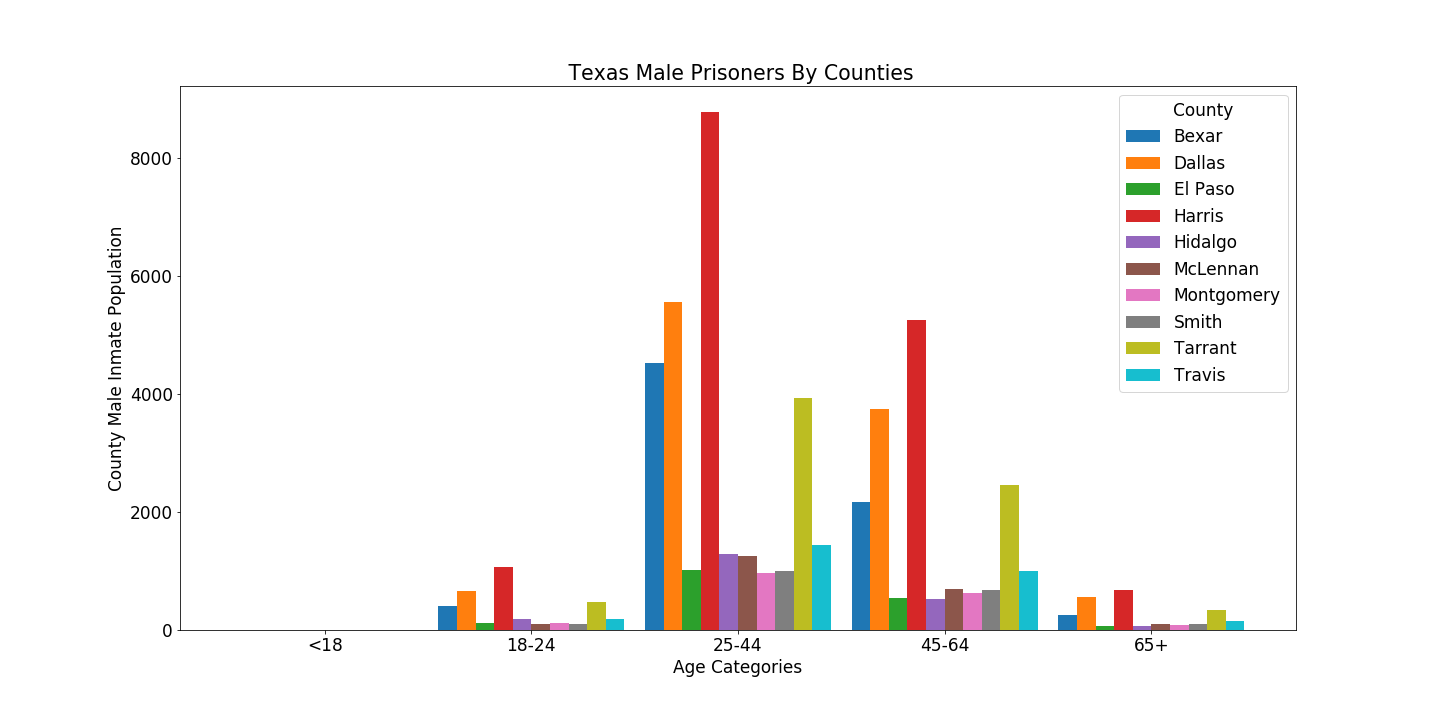 Texas Male Prisoners By Counties
County Male Inmate Population
8000
6000
4000
2000
0
<18
18-24
25-44
45-64
65+
Age Categories
County
Bexar
Dallas
El Paso
Harris
Hidalgo
McLennan
Montgomery
Smith
Tarrant
Travis